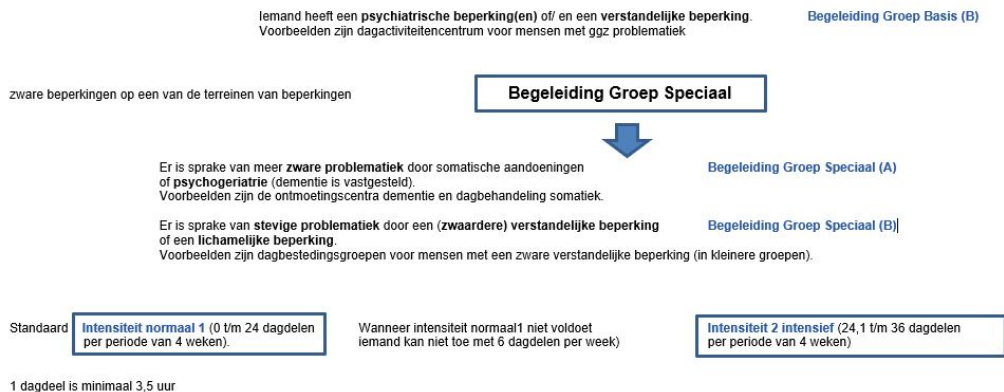 Iemand heeft een psychiatrische beperking(en) of/ en een verstandelijke beperking. Begeleiding Groep Basis (B)
Voorbeelden zijn dagactiviteitencentrum voor mensen met ggz problematiek
zware beperkingen op een van de terreinen van beperkingen Begeleiding Groep Speciaal
Er is sprake van meer zware problematiek door somatische aandoeningen Begeleiding Groep Speciaal (A)
of psychogeriatrie (dementie is vastgesteld).
Voorbeelden zijn de ontmoetingscentra dementie en dagbehandeling somatiek.
Er is sprake van stevige problematiek door een (zwaardere) verstandelijke beperking Begeleiding Groep Speciaal (B)
of een lichamelijke beperking.
Voorbeelden zijn dagbestedingsgroepen voor mensen met een zware verstandelijke beperking (in kleinere groepen).
Standaard Intensiteit normaal 1 (0 t/m 24 dagdelen Wanneer intensiteit normaal1 niet voldoet Intensiteit 2 intensief (24,1 t/m 36 dagdelen
per periode van 4 weken). iemand kan niet toe met 6 dagdelen per week) per periode van 4 weken)
1 dagdeel is minimaal 3,5 uur